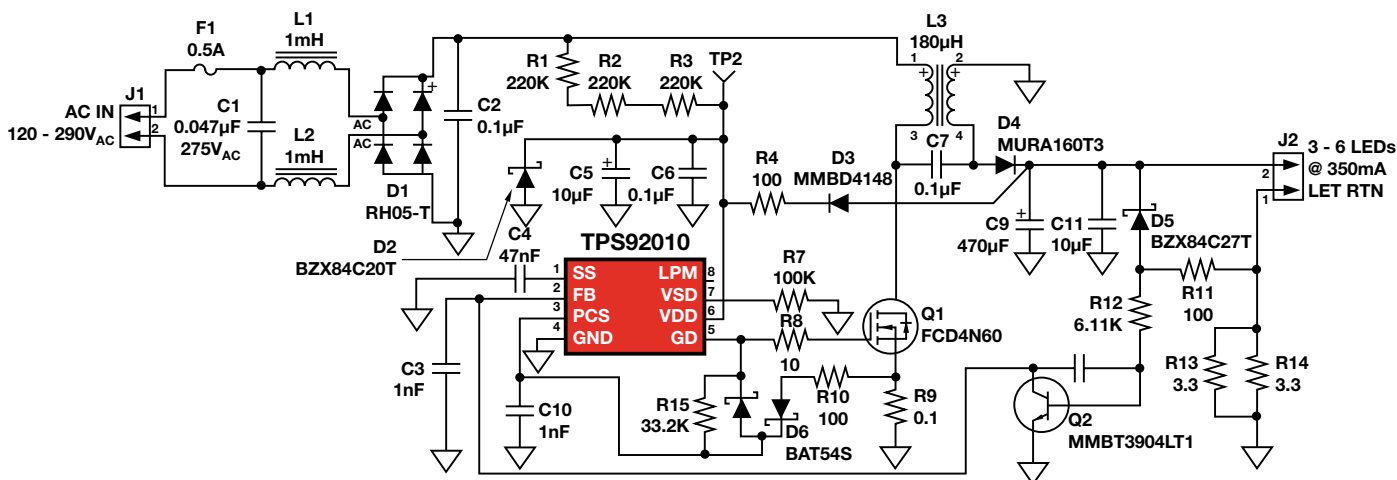 F1
0.5A
L1
1mH
J1
AC IN
120 - 290VAC
1
2
C1
0.047µF
275VAC
L2
1mH
AC
AC
+
D1
RH05-T
C2
0.1µF
R1
220K
R2
220K
R3
220K
TP2
L3
180µH
1
2
+
+
3
4
C7
0.1µF
D4
MURA160T3
J2
3 - 6 LEDs
@ 350mA
LET RTN
2
1
D2
BZX84C20T
C5
10µF
+
C6
0.1µF
R4
100
D3
MMBD4148
C9
470µF
+
C11
10µF
D5
BZX84C27T
C4
47nF
TPS92010
1
SS
2
FB
3
PCS
4
GND
LPM
8
VSD
7
VDD
6
GD
5
R7
100K
R8
10
Q1
FCD4N60
R11
100
R12
6.11K
R13
3.3
R14
3.3
C3
1nF
C10
1nF
R15
33.2K
D6
BAT54S
R10
100
R9
0.1
Q2
MMBT3904LT1